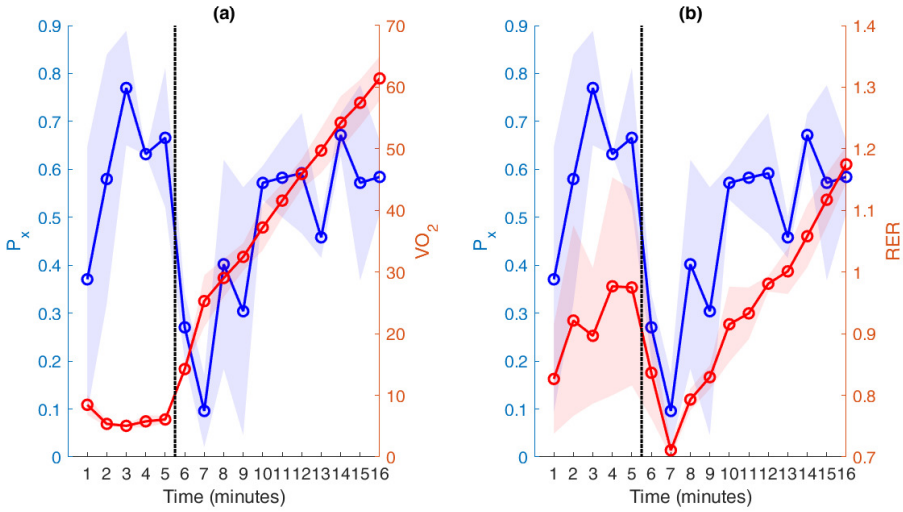 (a) (b)
0.9 70 0.9 1.4
0.8 60 0.8 1.3
0.7 50 0.7 1.2
0.6 0.6
0.5 40 0.5 1.1
Px VO2 Px RER
0.4 30 0.4 1
0.3 20 0.3 0.9
0.2 0.2
0.1 10 0.1 0.8
0 0 0 0.7
1 2 3 4 5 6 7 8 9 10 11 12 13 14 15 16 1 2 3 4 5 6 7 8 9 10 11 12 13 14 15 16
Time (minutes) Time (minutes)